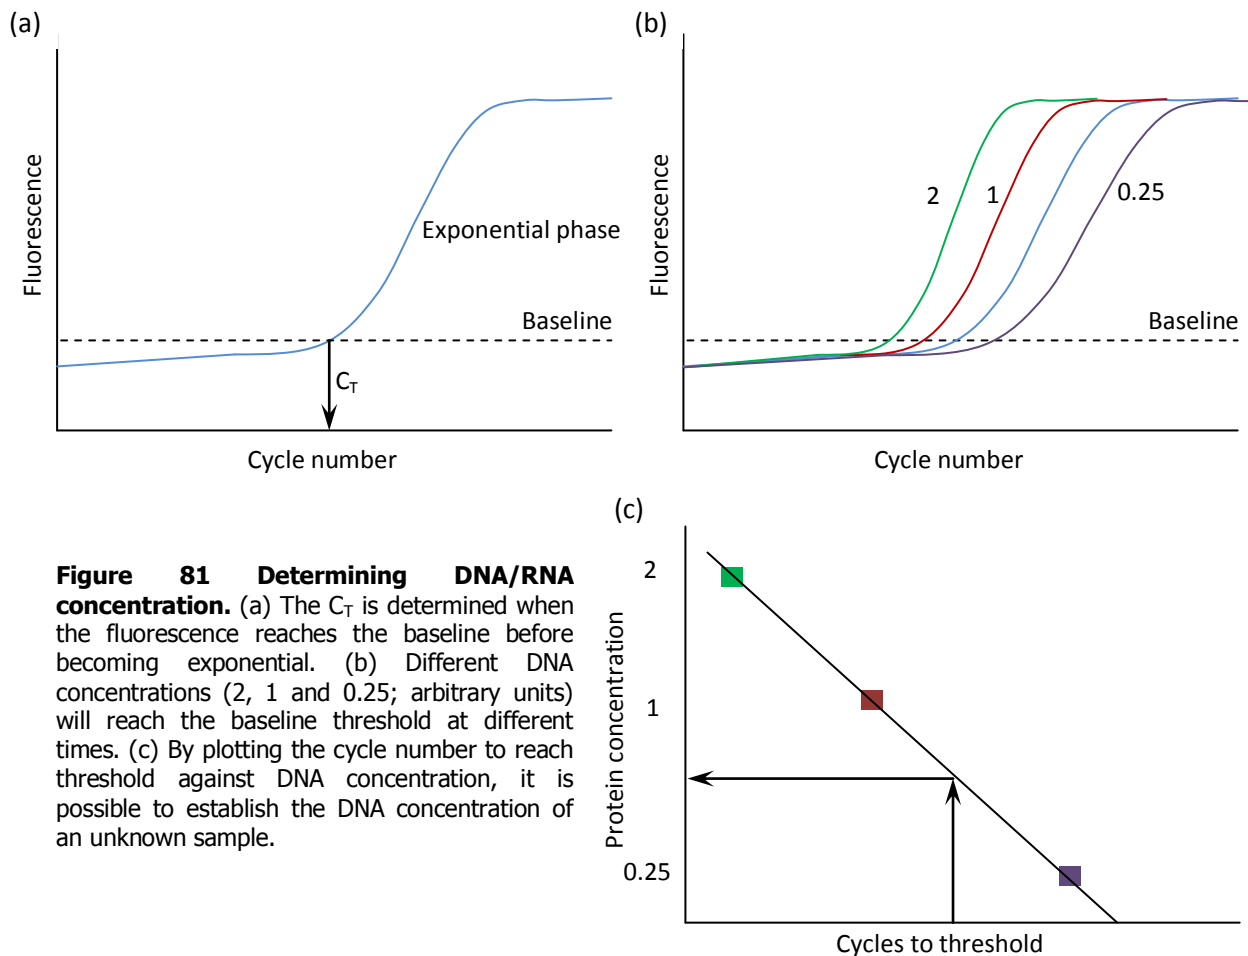 (a)
Fluorescence
Exponential phase
Baseline
C_T
Cycle number
(b)
Fluorescence
2
1
0.25
Baseline
Cycle number
Figure 81 Determining DNA/RNA
concentration. (a) The C_T is determined when
the fluorescence reaches the baseline before
becoming exponential. (b) Different DNA
concentrations (2, 1 and 0.25; arbitrary units)
will reach the baseline threshold at different
times. (c) By plotting the cycle number to reach
threshold against DNA concentration, it is
possible to establish the DNA concentration of
an unknown sample.
(c)
Protein concentration
2
1
0.25
Cycles to threshold